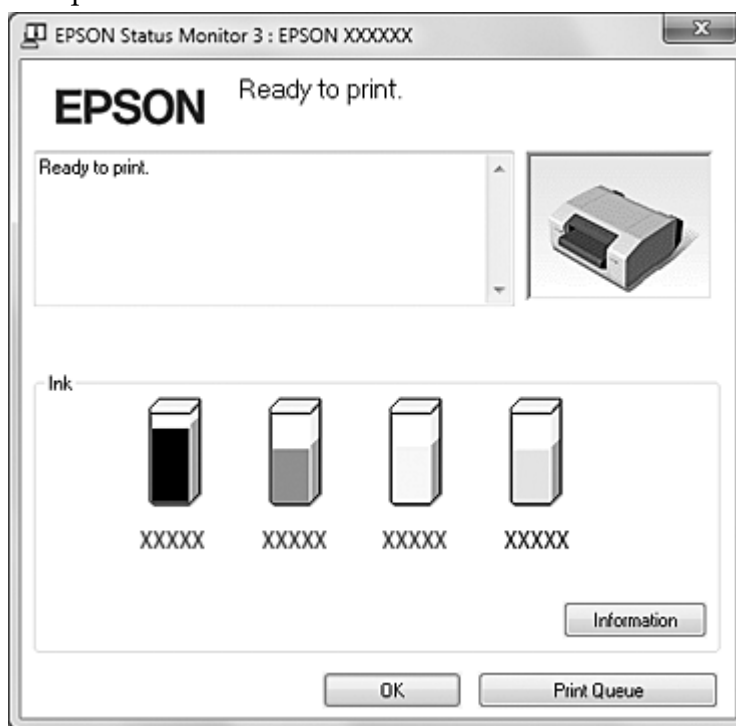 EPSON Status Monitor 3 : EPSON XXXXXX
EPSON
Ready to print.
Ready to print.
Ink
XXXXX XXXXX XXXXX XXXXX
Information
OK Print Queue